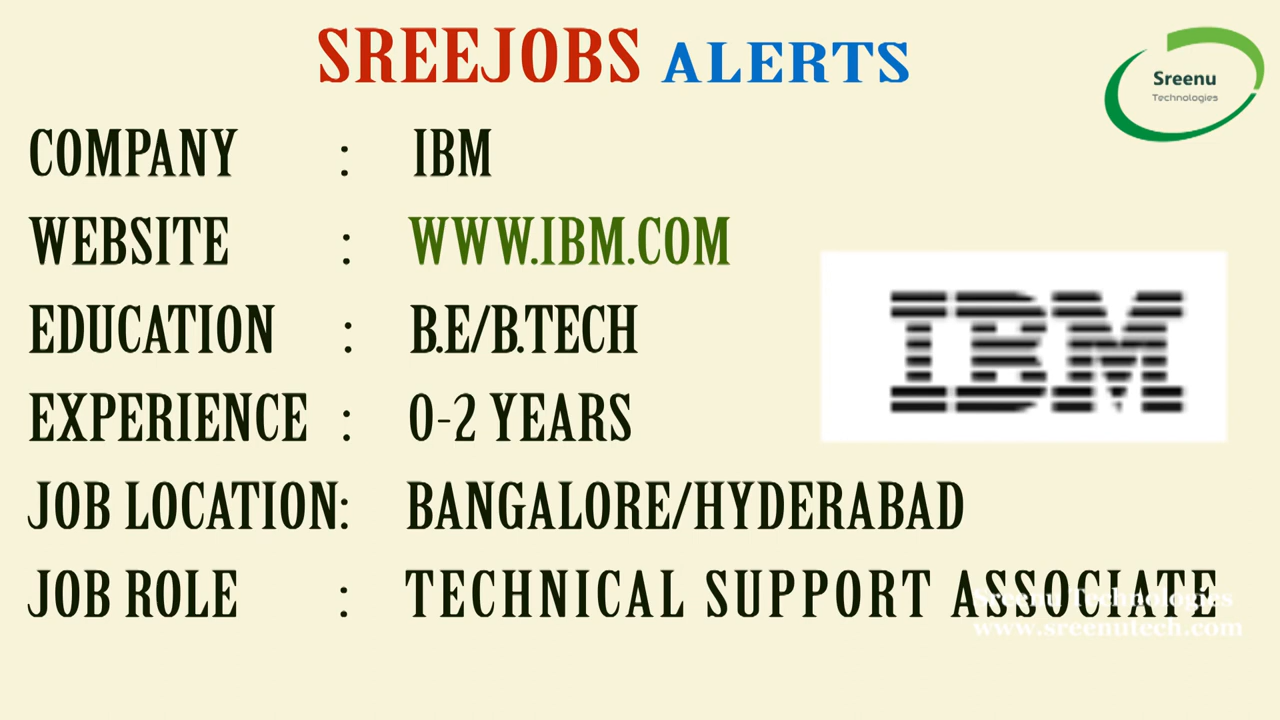 SREEJOBS ALERTS
Sreenu
Technologies
COMPANY : IBM
WEBSITE : WWW.IBM.COM
IBM
EDUCATION : B.E/B.TECH
EXPERIENCE : 0-2 YEARS
JOB LOCATION: BANGALORE/HYDERABAD
JOB ROLE : TECHNICAL SUPPORT ASSOCIATE
Sreenu Technologies
www.sreenutech.com